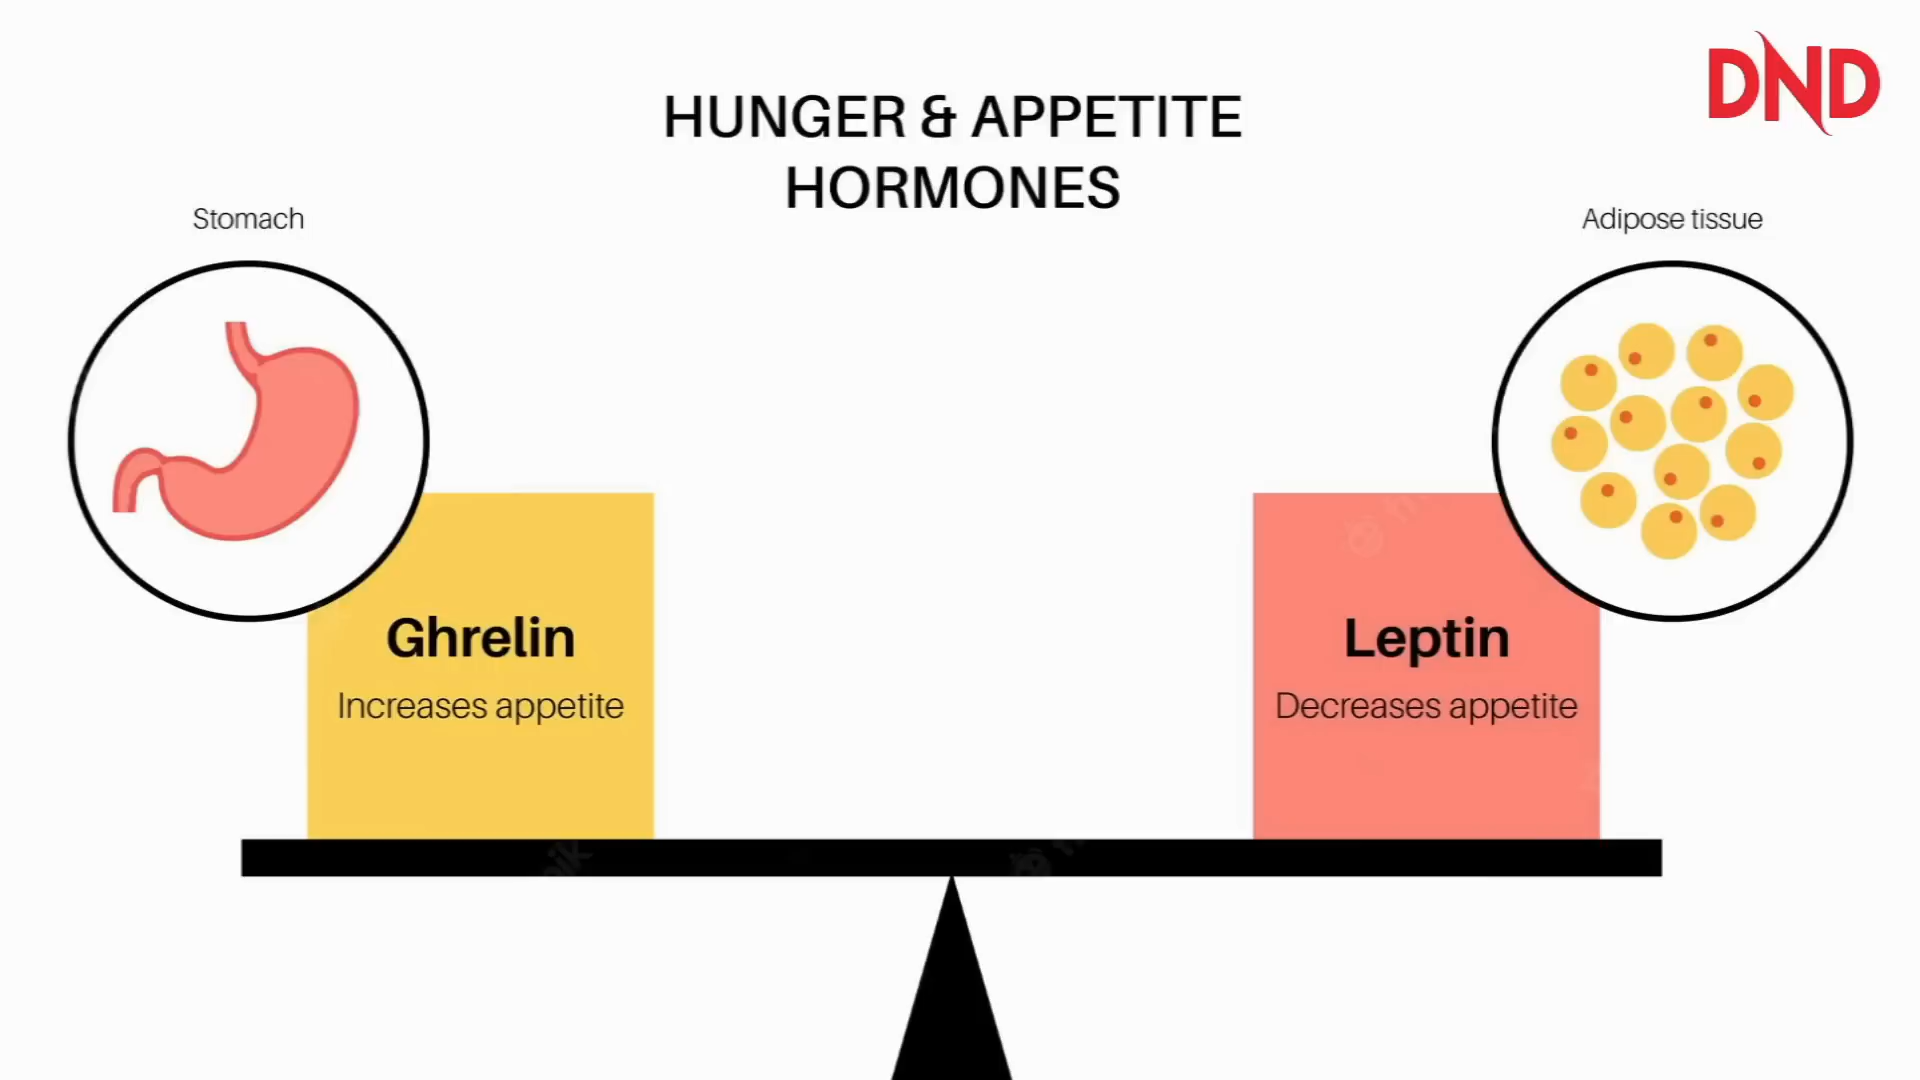 DND
HUNGER & APPETITE
HORMONES
Stomach
Adipose tissue
Ghrelin
Increases appetite
Leptin
Decreases appetite